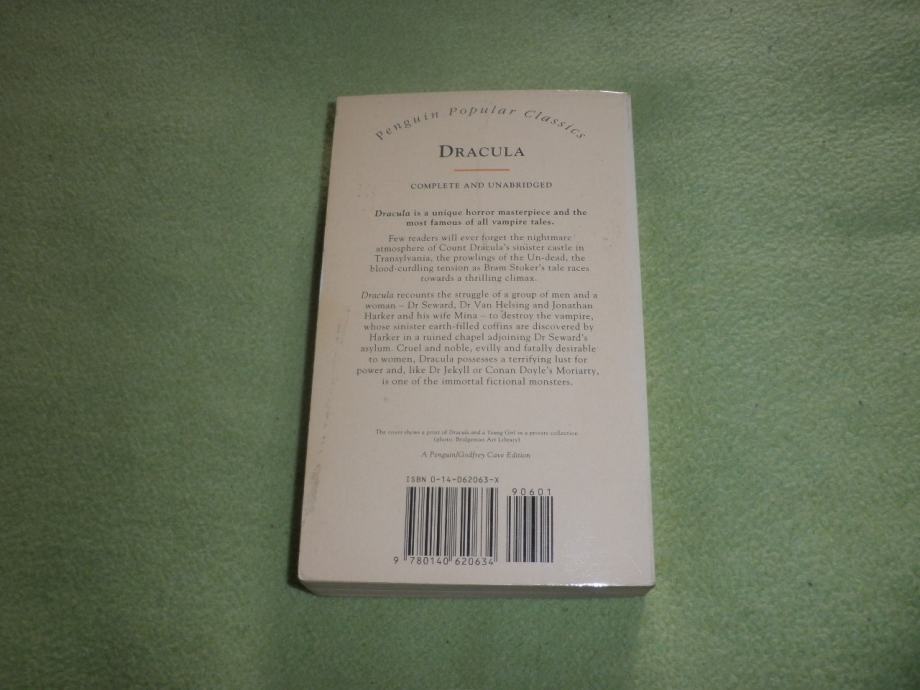 Penguin Popular Classics
DRACULA
COMPLETE AND UNABRIDGED
Dracula is a unique horror masterpiece and the
most famous of all vampire tales.
Few readers will ever forget the nightmare
atmosphere of Count Dracula's sinister castle in
Transylvania, the prowlings of the Un-dead, the
blood-curdling tension as Bram Stoker's tale races
towards a thrilling climax.
Dracula recounts the struggle of a group of men and a
woman – Dr Seward, Dr Van Helsing and Jonathan
Harker and his wife Mina – to destroy the vampire,
whose sinister earth-filled coffins are discovered by
Harker in a ruined chapel adjoining Dr Seward's
asylum. Cruel and noble, evilly and fatally desirable
to women, Dracula possesses a terrifying lust for
power and, like Dr Jekyll or Conan Doyle's Moriarty,
is one of the immortal fictional monsters.
The cover shows a print of Dracula and a Young Girl in a private collection
(photo: Bridgeman Art Library)
A Penguin/Godfrey Cave Edition
ISBN 0-14-062063-X
90601
9 780140 620634